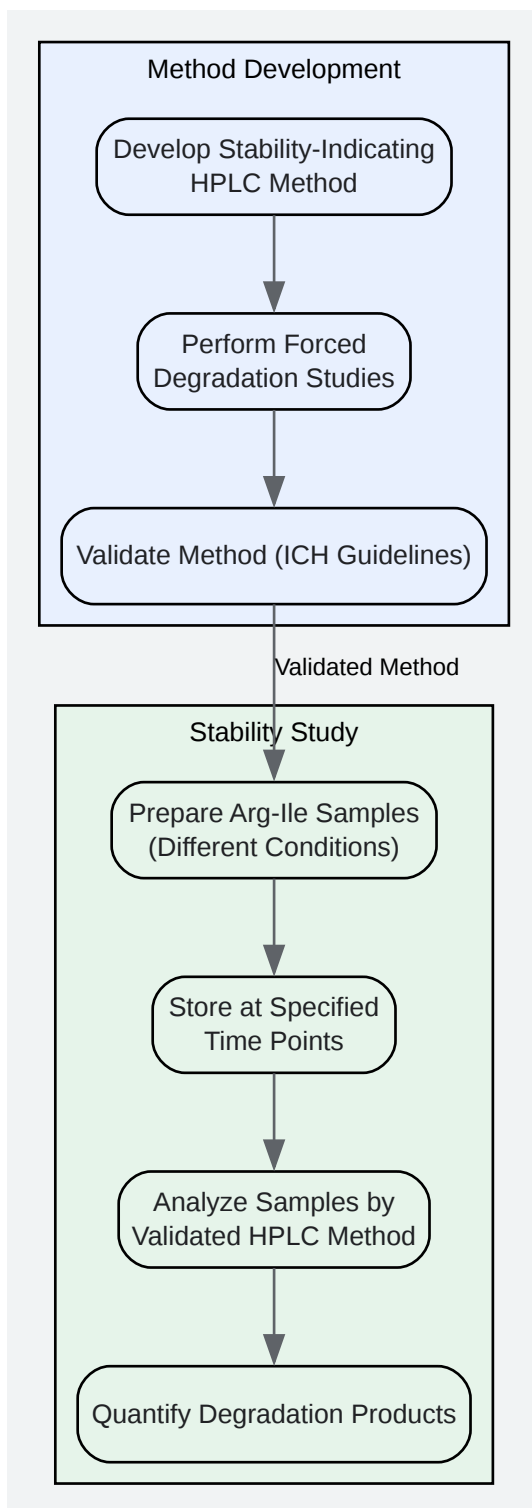 Method Development
Develop Stability-Indicating
HPLC Method
Perform Forced
Degradation Studies
Validate Method (ICH Guidelines)
Validated Method
Stability Study
Prepare Arg-Ile Samples
(Different Conditions)
Store at Specified
Time Points
Analyze Samples by
Validated HPLC Method
Quantify Degradation Products